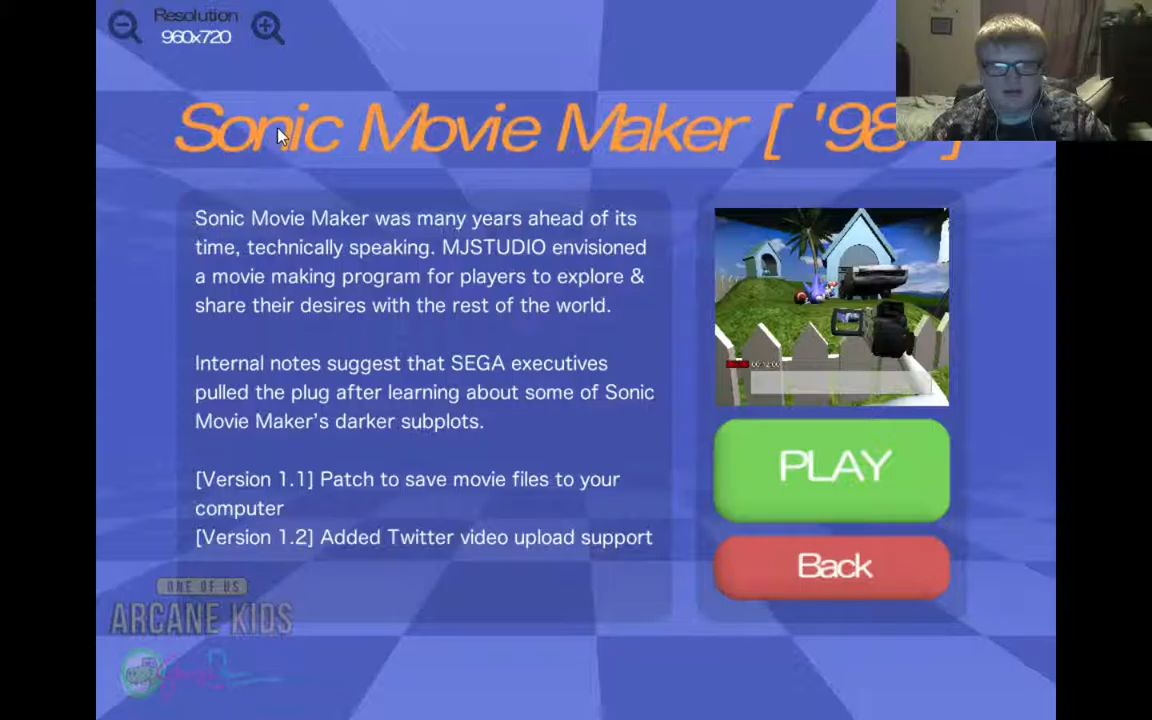 Resolution
960x720
Sonic Movie Maker [ '98 ]
Sonic Movie Maker was many years ahead of its
time, technically speaking. MJSTUDIO envisioned
a movie making program for players to explore &
share their desires with the rest of the world.
Internal notes suggest that SEGA executives
pulled the plug after learning about some of Sonic
Movie Maker's darker subplots.
[Version 1.1] Patch to save movie files to your
computer
[Version 1.2] Added Twitter video upload support
PLAY
Back
ONE OF US
ARCANE KIDS